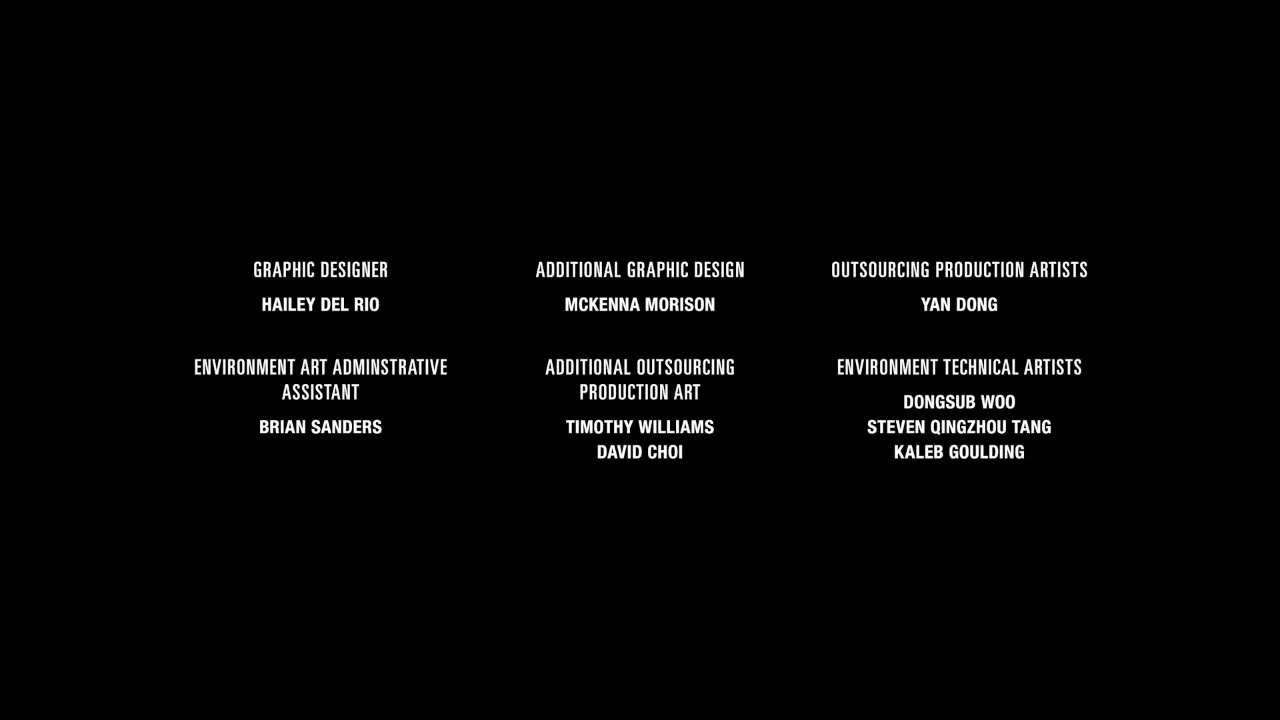 GRAPHIC DESIGNER
HAILEY DEL RIO
ADDITIONAL GRAPHIC DESIGN
MCKENNA MORISON
OUTSOURCING PRODUCTION ARTISTS
YAN DONG
ENVIRONMENT ART ADMINSTRATIVE
ASSISTANT
BRIAN SANDERS
ADDITIONAL OUTSOURCING
PRODUCTION ART
TIMOTHY WILLIAMS
DAVID CHOI
ENVIRONMENT TECHNICAL ARTISTS
DONGSUB WOO
STEVEN QINGZHOU TANG
KALEB GOULDING